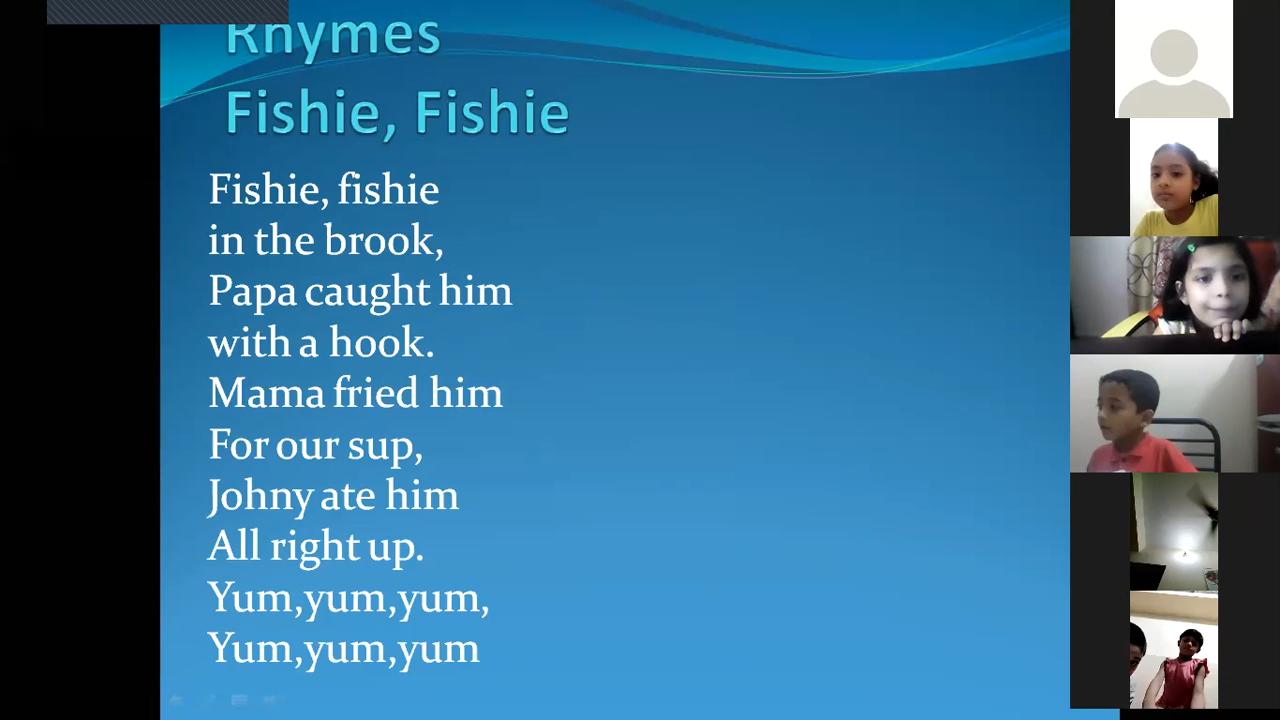 Rhymes
Fishie, Fishie
Fishie, fishie
in the brook,
Papa caught him
with a hook.
Mama fried him
For our sup,
Johny ate him
All right up.
Yum,yum,yum,
Yum,yum,yum